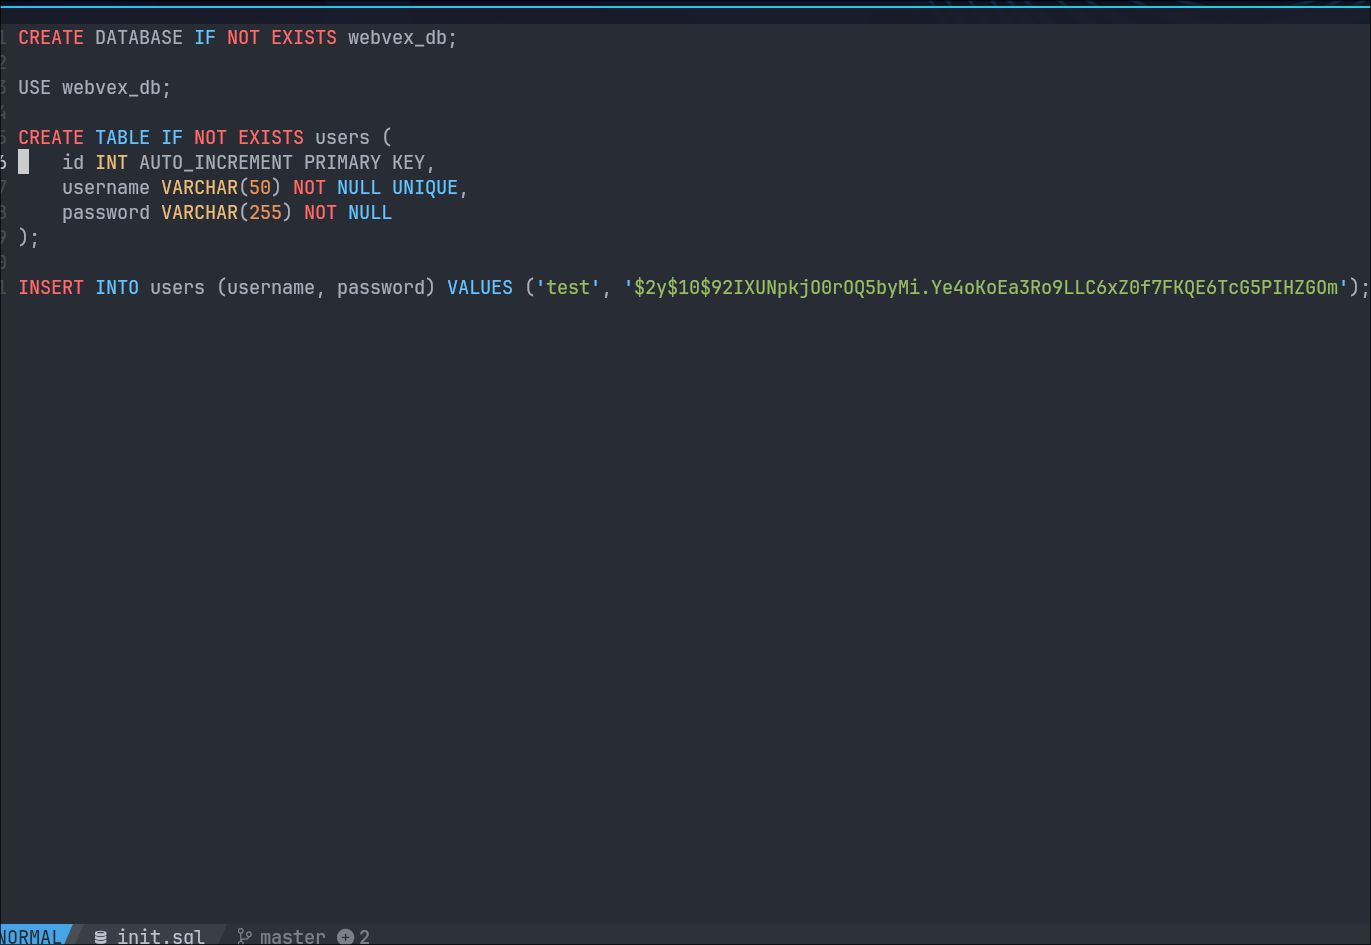 1 CREATE DATABASE IF NOT EXISTS webvex_db;
2
3 USE webvex_db;
4
5 CREATE TABLE IF NOT EXISTS users (
6 id INT AUTO_INCREMENT PRIMARY KEY,
7 username VARCHAR(50) NOT NULL UNIQUE,
8 password VARCHAR(255) NOT NULL
9 );
0
1 INSERT INTO users (username, password) VALUES ('test', '$2y$10$92IXUNpkjO0rOQ5byMi.Ye4oKoEa3Ro9LLC6xZ0f7FKQE6TcG5PIHZGOm');
NORMAL init.sql master 2